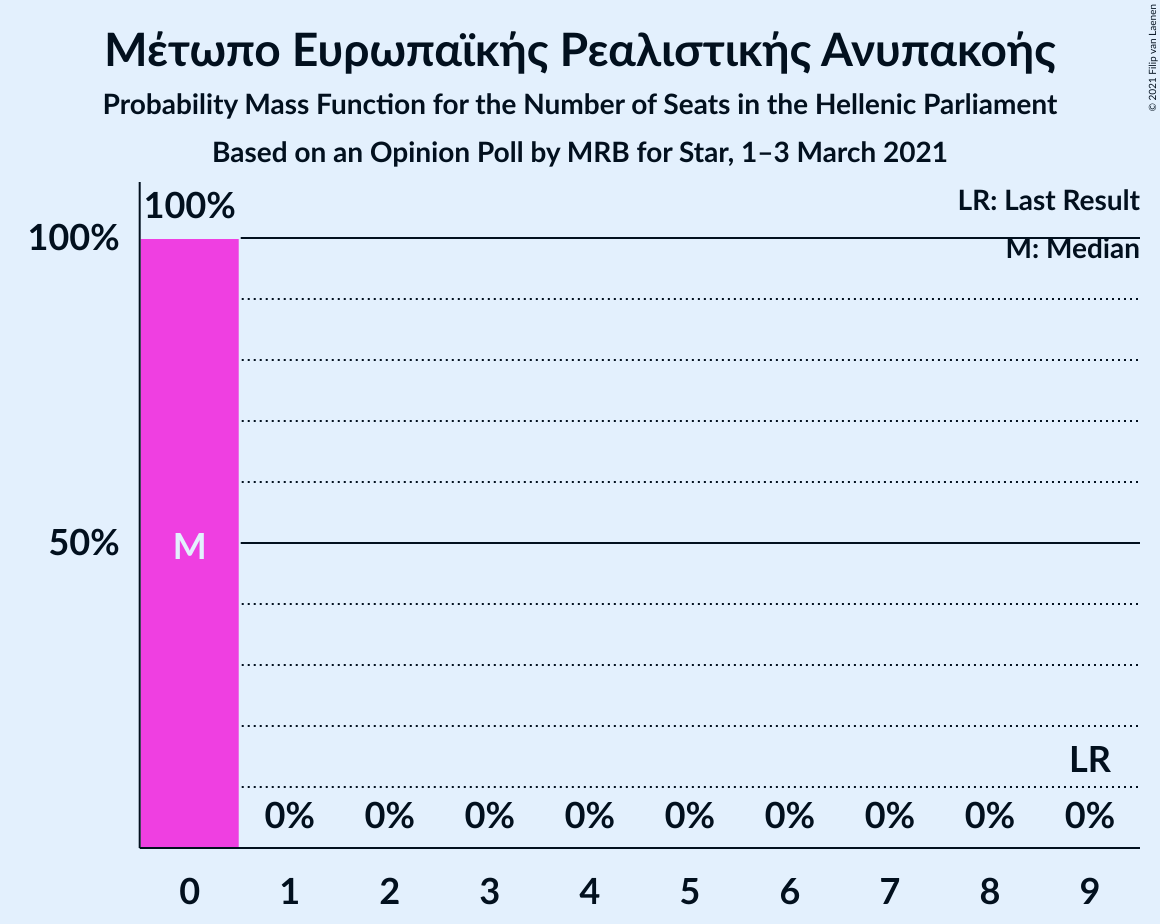 Μέτωπο Ευρωπαϊκής Ρεαλιστικής Ανυπακοής
Probability Mass Function for the Number of Seats in the Hellenic Parliament
Based on an Opinion Poll by MRB for Star, 1–3 March 2021
© 2021 Filip van Laenen
LR: Last Result
M: Median
100%
100%
50%
M
LR
0% 0% 0% 0% 0% 0% 0% 0% 0%
0 1 2 3 4 5 6 7 8 9